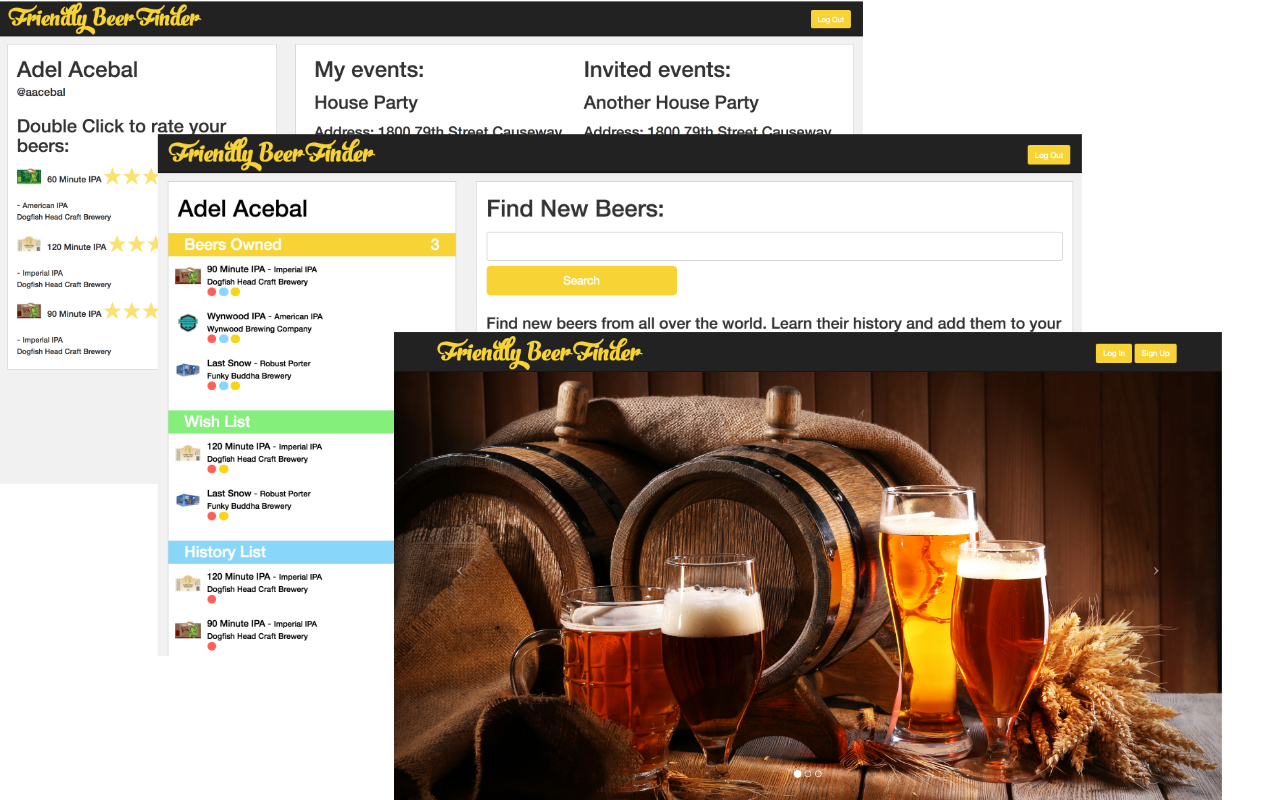 Friendly Beer Finder
Log Out
Adel Acebal
@aacebal
Double Click to rate your
beers:
60 Minute IPA
- American IPA
Dogfish Head Craft Brewery
120 Minute IPA
- Imperial IPA
Dogfish Head Craft Brewery
90 Minute IPA
- Imperial IPA
Dogfish Head Craft Brewery
My events:
House Party
Address: 1800 79th Street Causeway
Invited events:
Another House Party
Address: 1800 79th Street Causeway
Friendly Beer Finder
Log Out
Adel Acebal
Beers Owned 3
90 Minute IPA - Imperial IPA
Dogfish Head Craft Brewery
Wynwood IPA - American IPA
Wynwood Brewing Company
Last Snow - Robust Porter
Funky Buddha Brewery
Wish List
120 Minute IPA - Imperial IPA
Dogfish Head Craft Brewery
Last Snow - Robust Porter
Funky Buddha Brewery
History List
120 Minute IPA - Imperial IPA
Dogfish Head Craft Brewery
90 Minute IPA - Imperial IPA
Dogfish Head Craft Brewery
Find New Beers:
Search
Find new beers from all over the world. Learn their history and add them to your
Friendly Beer Finder
Log In Sign Up